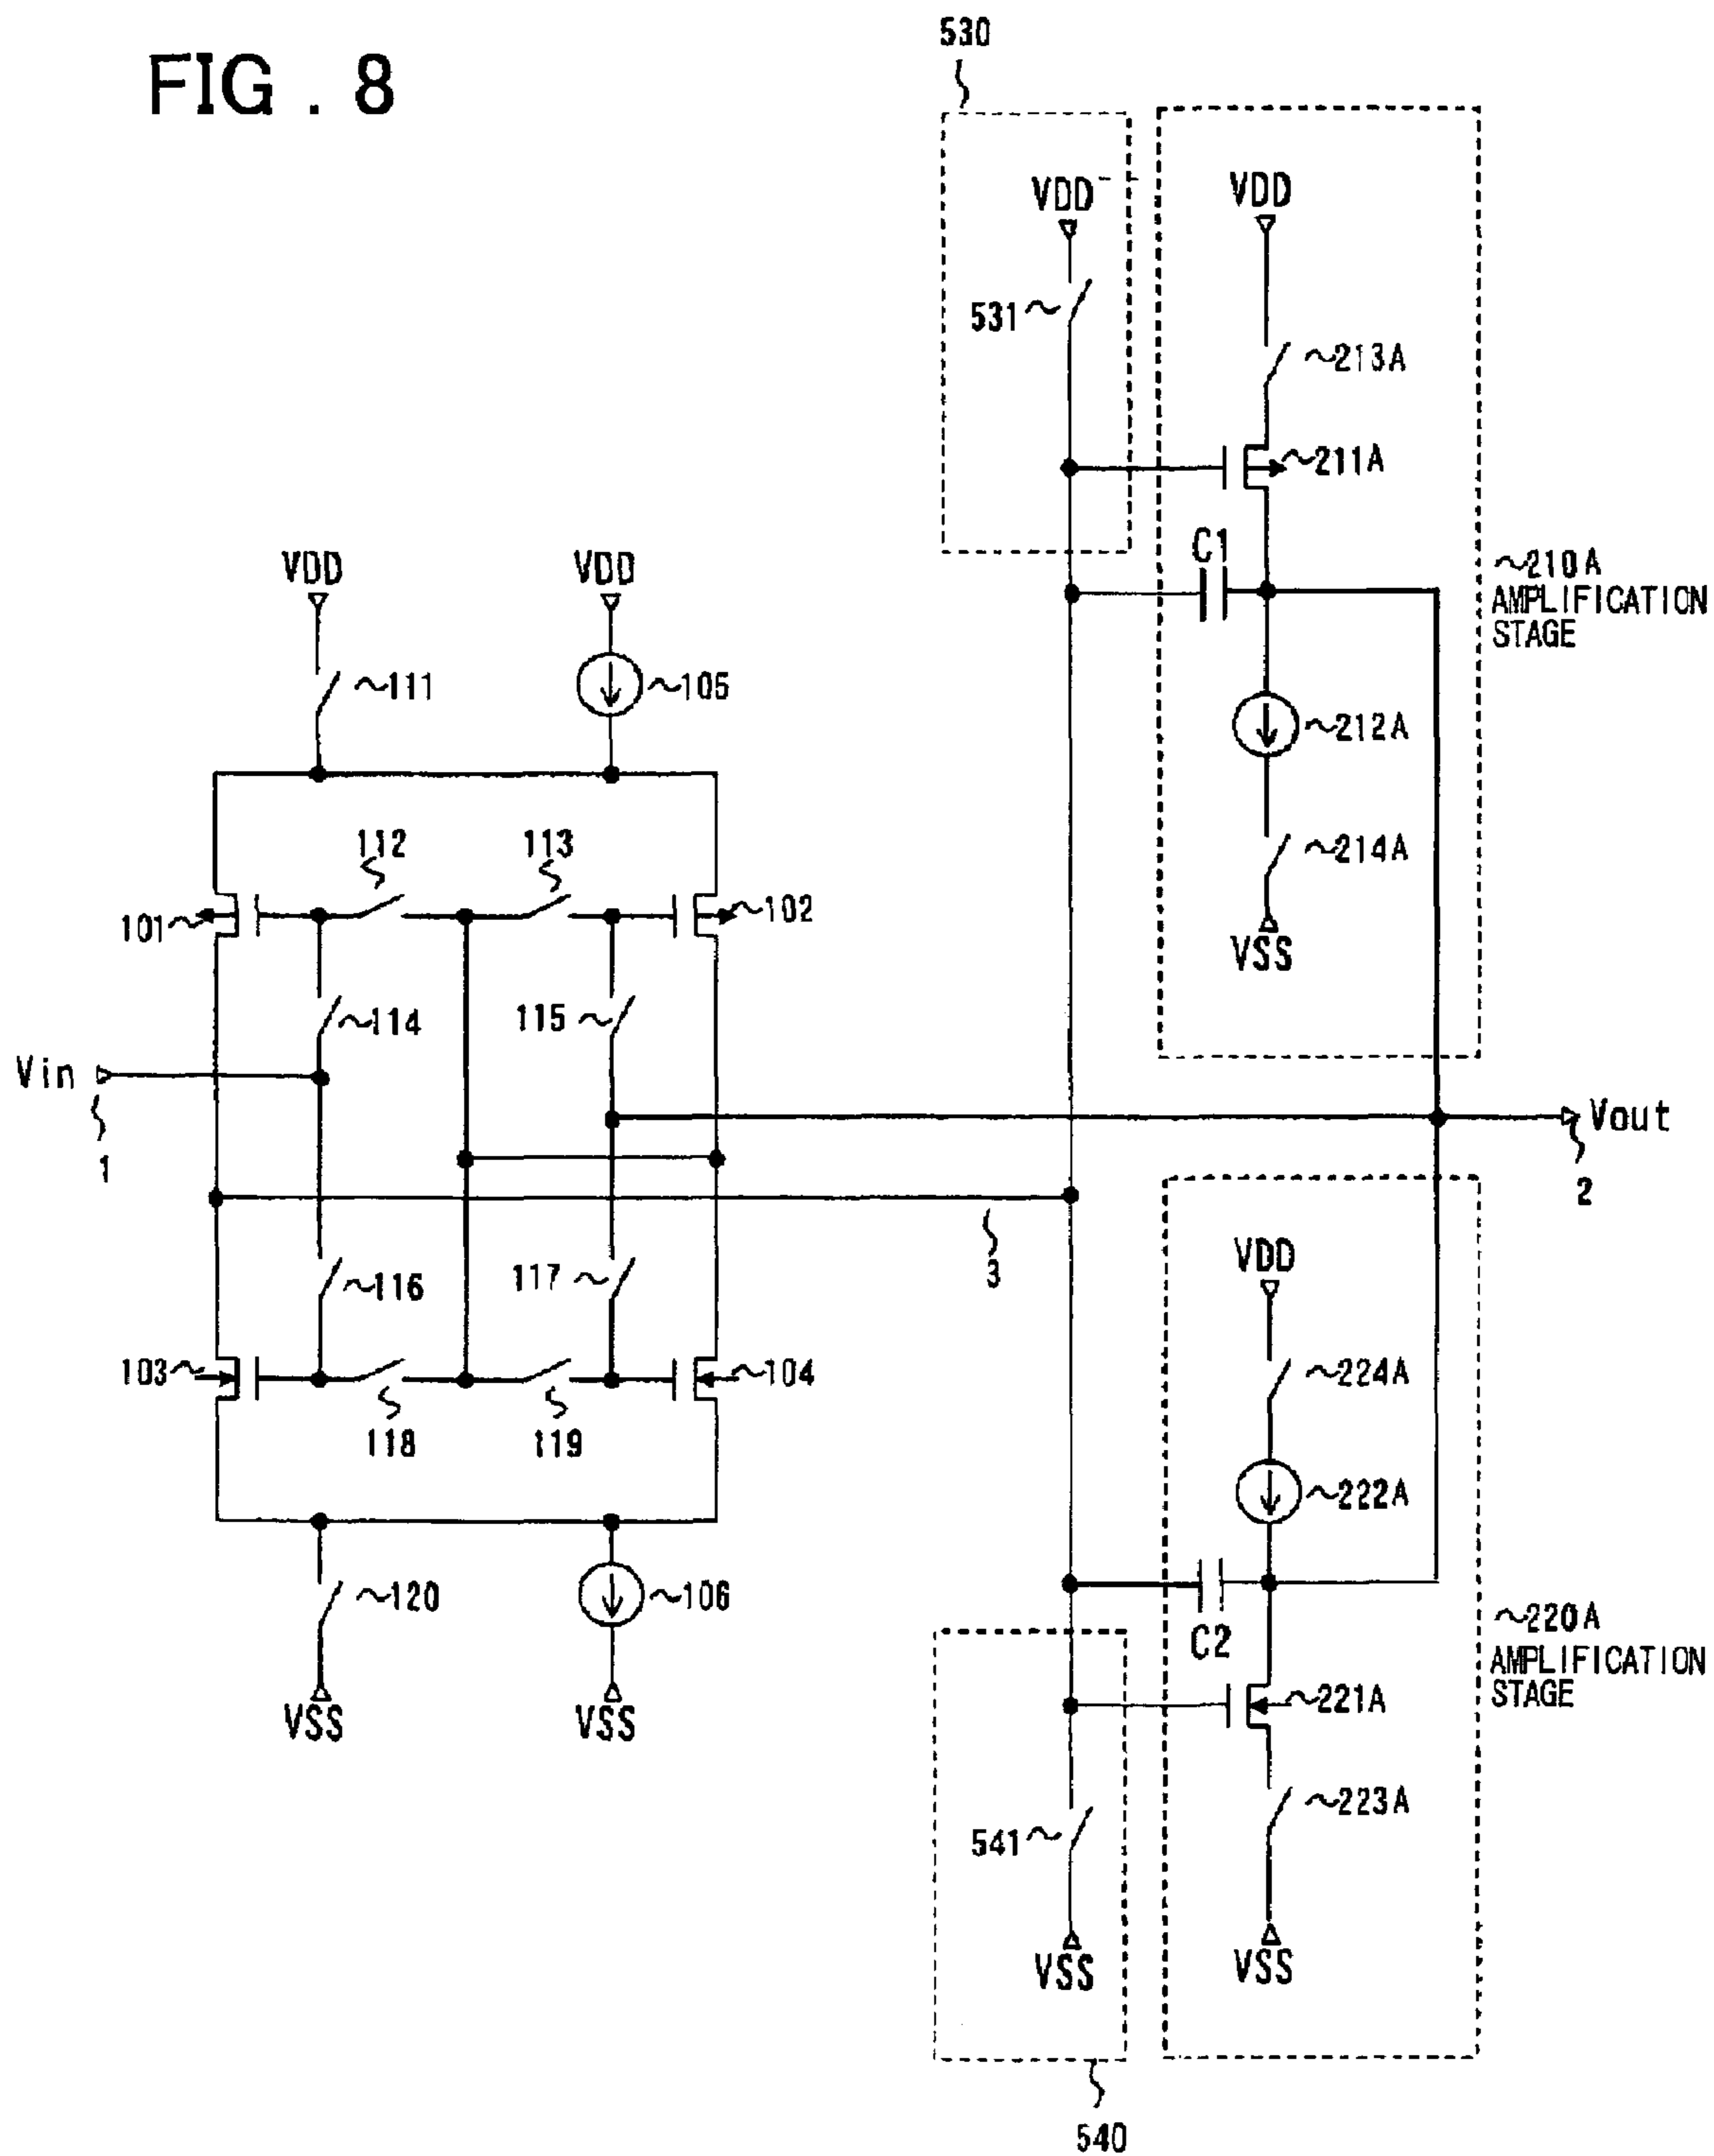 FIG . 8
530
VDD
VDD
531
213A
211A
C1
210A
AMPLIFICATION
STAGE
VDD
VDD
111
105
212A
112
113
214A
101
102
VSS
114
115
Vin
Vout
1
2
3
VDD
116
117
224A
103
104
118
119
222A
120
106
C2
220A
AMPLIFICATION
STAGE
VSS
VSS
221A
541
223A
VSS
VSS
540